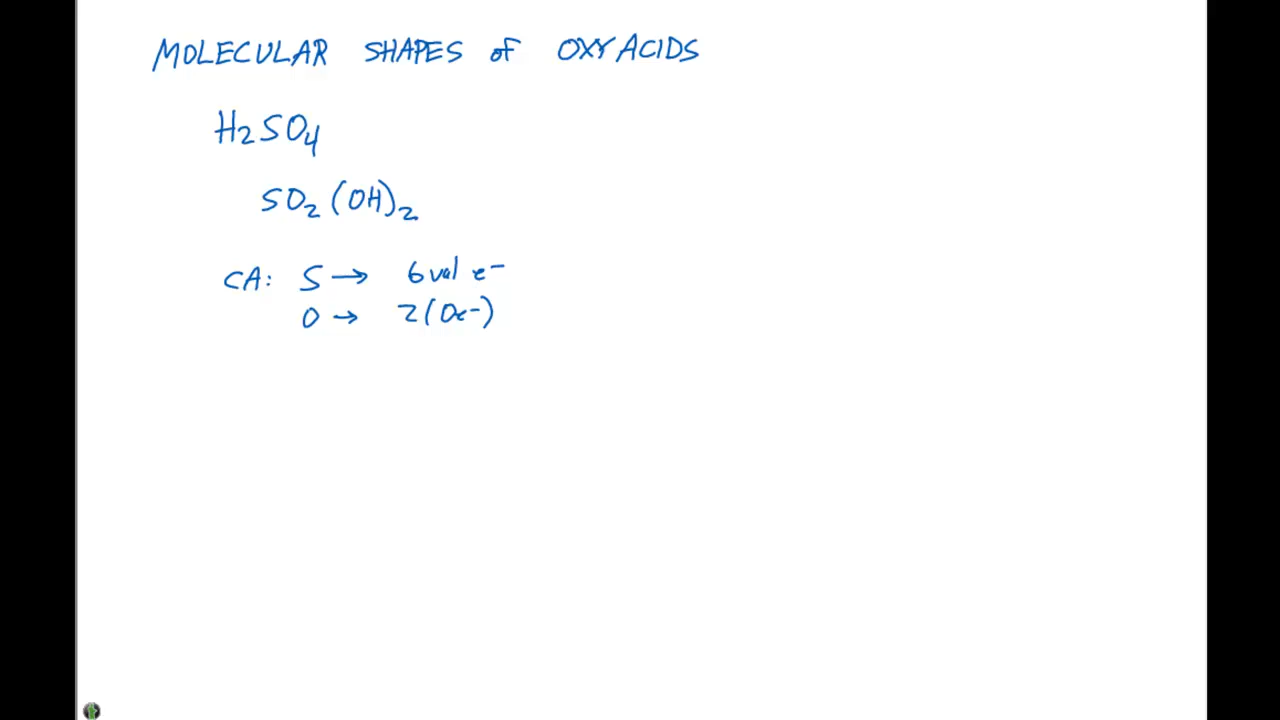 MOLECULAR SHAPES of OXYACIDS
H2SO4
SO2(OH)2
CA: S → 6 val e-
O → 2(0e-)